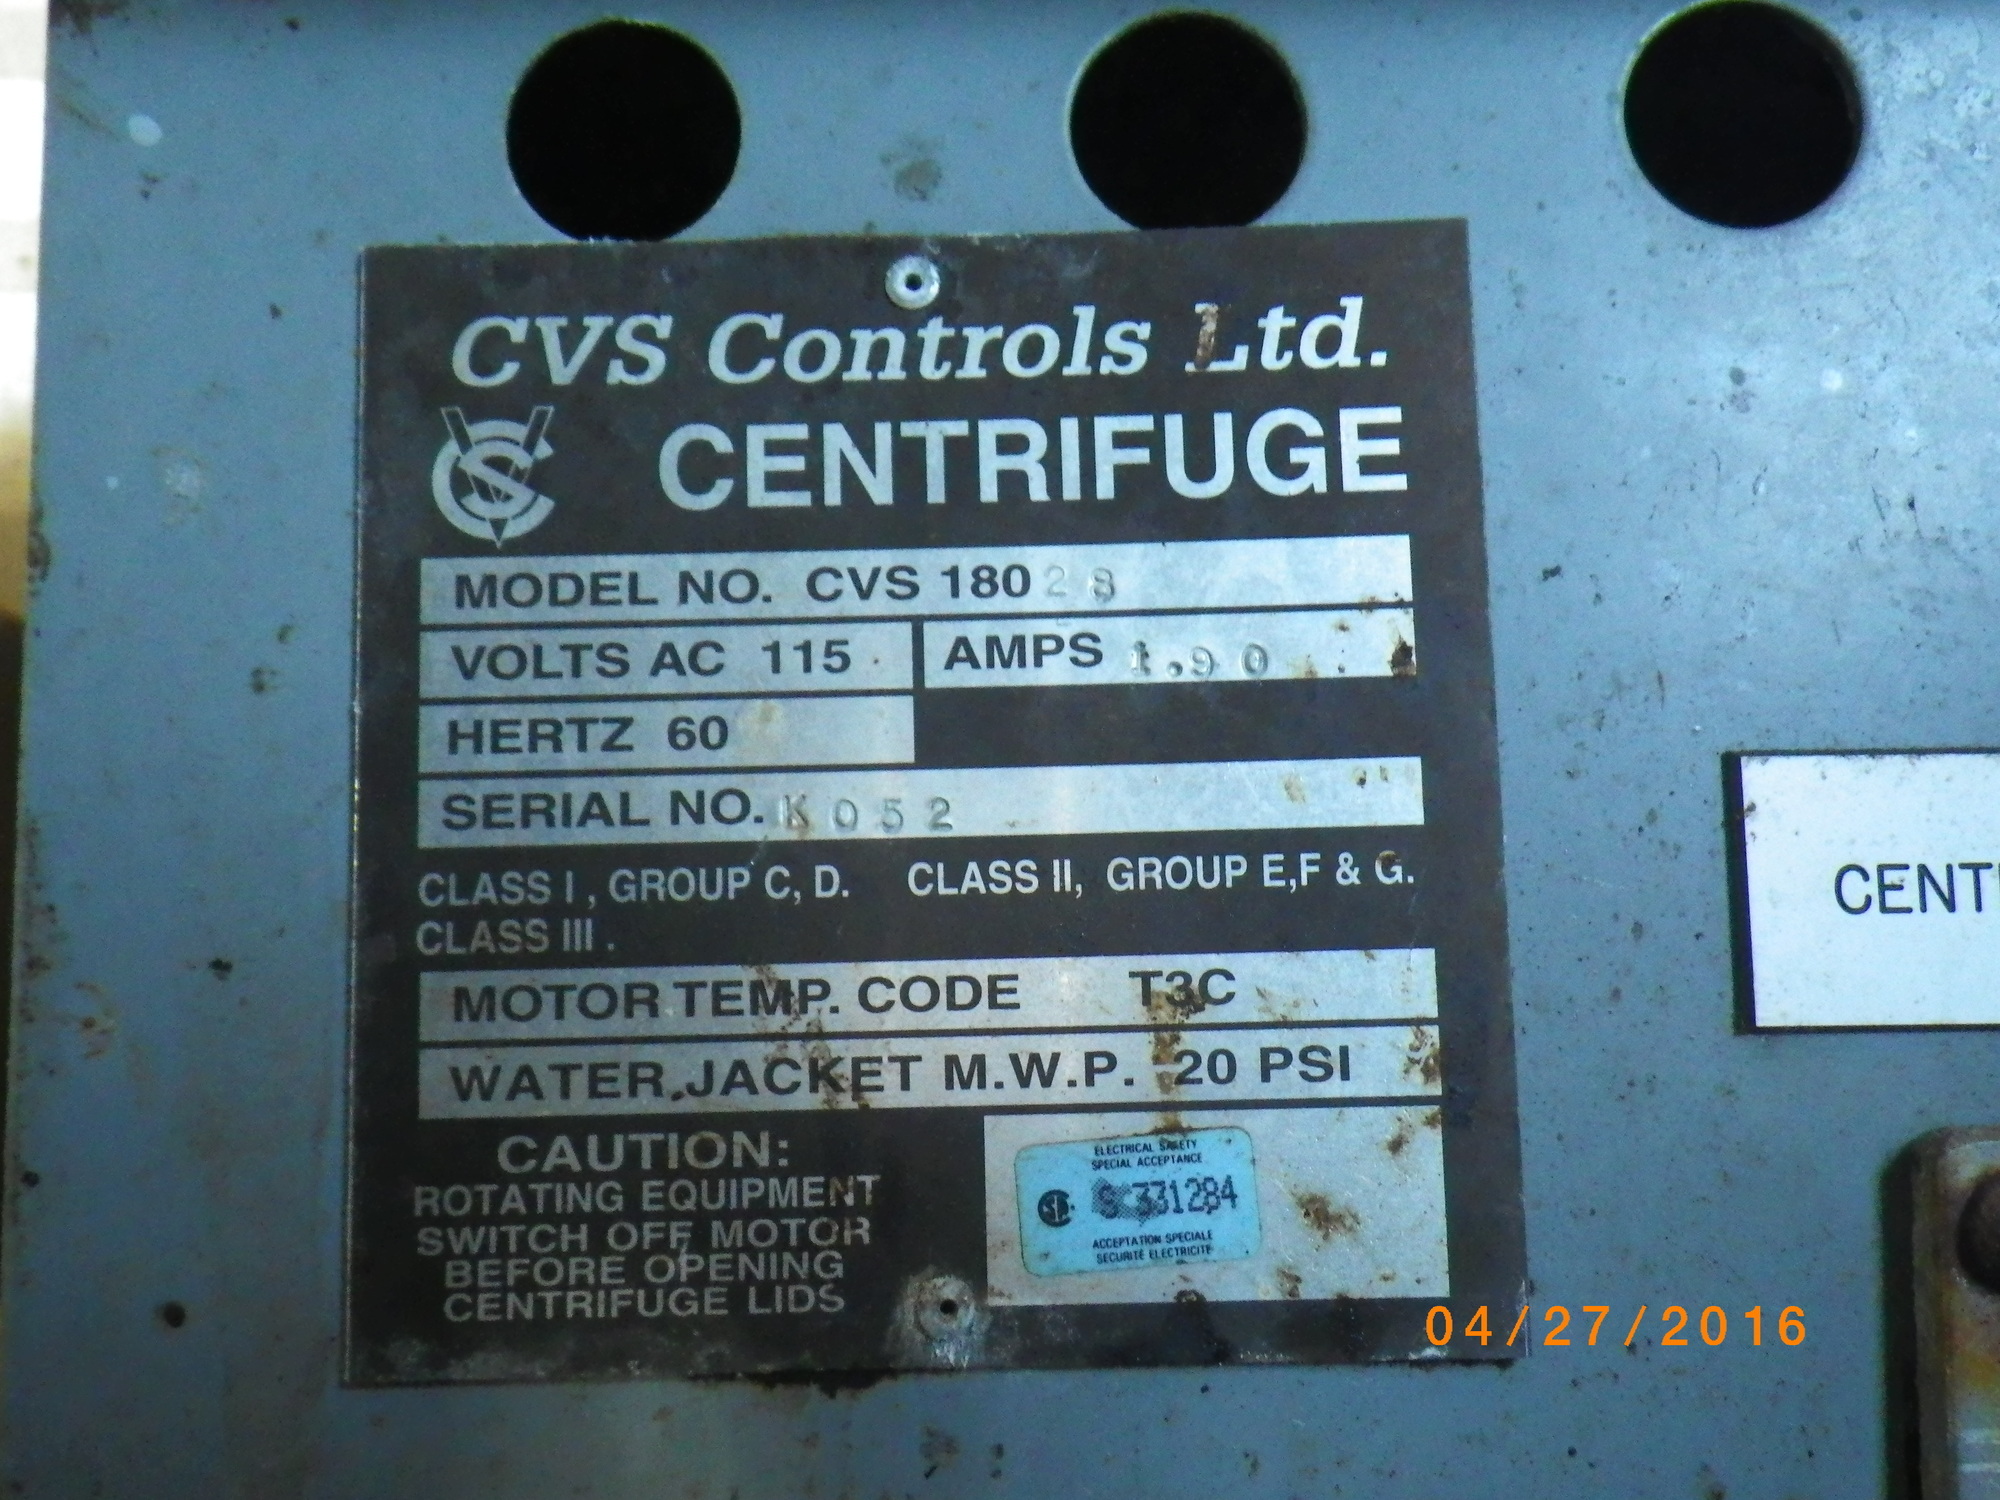 CVS Controls Ltd.
CVS CENTRIFUGE
MODEL NO. CVS 18028
VOLTS AC 115 AMPS 1.90
HERTZ 60
SERIAL NO. K052
CLASS I, GROUP C, D. CLASS II, GROUP E,F & G.
CLASS III.
MOTOR TEMP. CODE T3C
WATER JACKET M.W.P. 20 PSI
CAUTION:
ROTATING EQUIPMENT
SWITCH OFF MOTOR
BEFORE OPENING
CENTRIFUGE LIDS
ELECTRICAL SAFETY
SPECIAL ACCEPTANCE
ACCEPTATION SPECIALE
SECURITE ELECTRICITE
CENT
04/27/2016